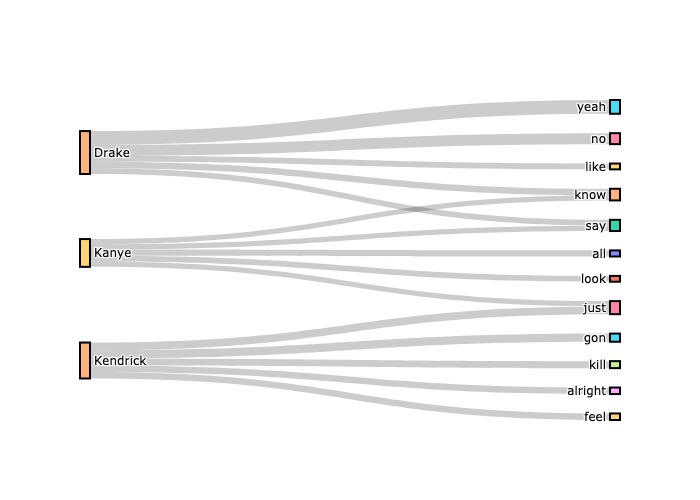 Drake
Kanye
Kendrick
yeah
no
like
know
say
all
look
just
gon
kill
alright
feel